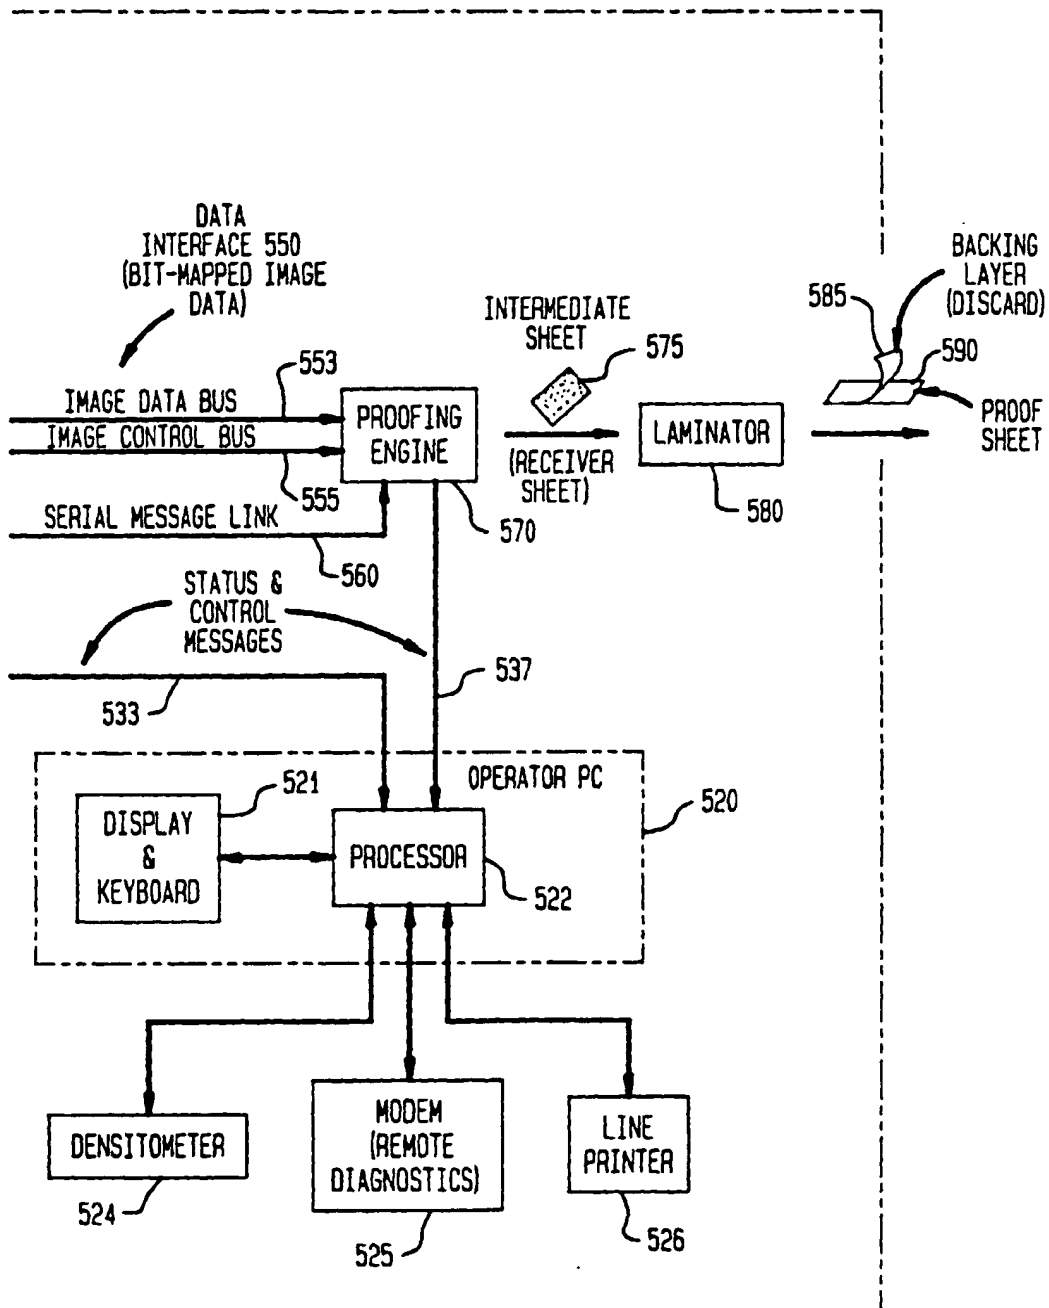 DATA
INTERFACE 550
(BIT-MAPPED IMAGE
DATA)
INTERMEDIATE
SHEET
575
BACKING
LAYER
(DISCARD)
585
590
PROOF
SHEET
553
IMAGE DATA BUS
IMAGE CONTROL BUS
555
PROOFING
ENGINE
570
(RECEIVER
SHEET)
LAMINATOR
580
SERIAL MESSAGE LINK
560
STATUS &
CONTROL
MESSAGES
533
537
OPERATOR PC
520
521
DISPLAY
&
KEYBOARD
PROCESSOR
522
DENSITOMETER
524
MODEM
(REMOTE
DIAGNOSTICS)
525
LINE
PRINTER
526